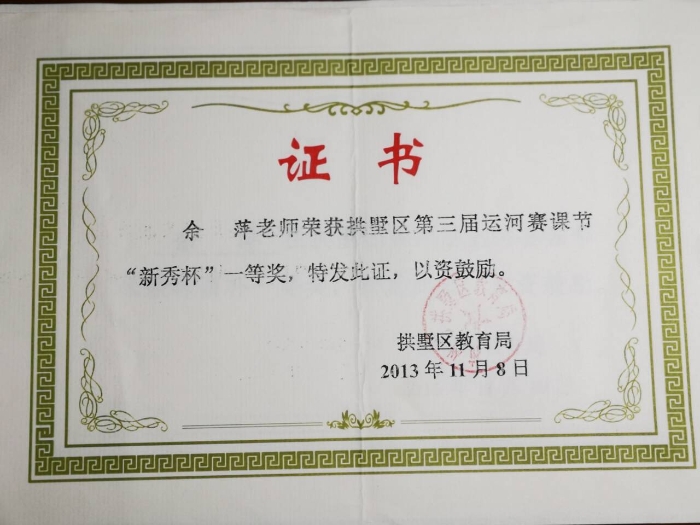 证 书
余 萍老师荣获拱墅区第三届运河赛课节
“新秀杯”一等奖，特发此证，以资鼓励。
拱墅区教育局
2013年11月8日